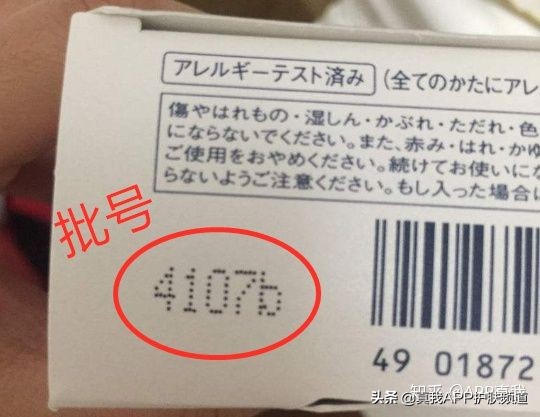 アレルギーテスト済み (全てのかたにアレ
傷やはれもの・湿しん・かぶれ・ただれ・色
にならないでください。また、赤み・はれ・かゆ
ご使用をおやめください。続けてお使いにな
らないようご注意ください。もし入った場合に
批号
4107b
49 01872
知乎 @APP真我
头条 @真我APP护肤频道